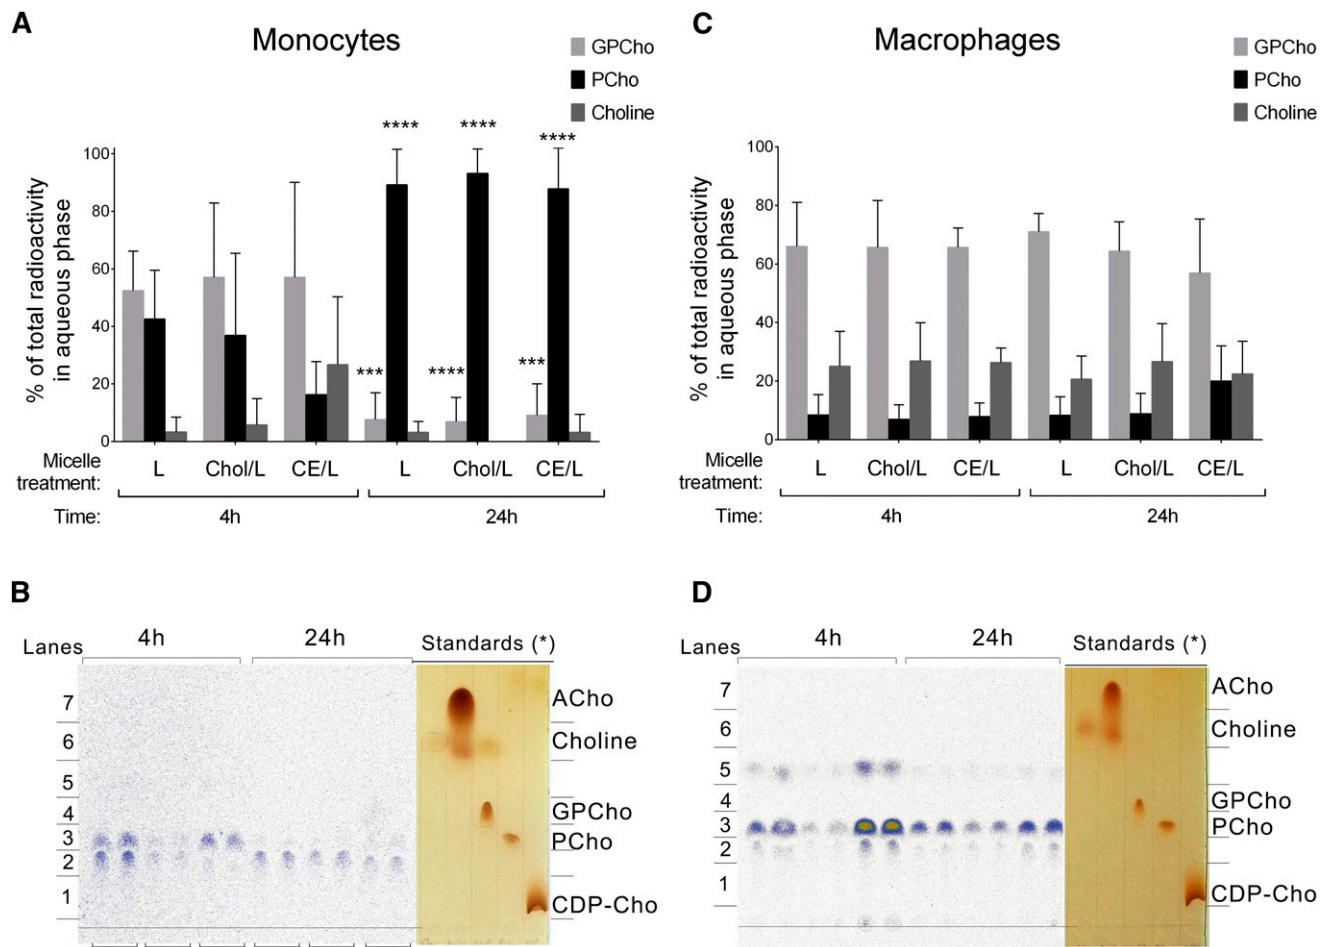 A
Monocytes
GPCho
PCho
Choline
% of total radioactivity
in aqueous phase
100
80
60
40
20
0
****
****
****
***
****
***
Micelle
treatment:
L
Chol/L
CE/L
L
Chol/L
CE/L
Time:
4h
24h
C
Macrophages
GPCho
PCho
Choline
% of total radioactivity
in aqueous phase
100
80
60
40
20
0
Micelle
treatment:
L
Chol/L
CE/L
L
Chol/L
CE/L
Time:
4h
24h
B
Lanes
4h
24h
Standards (*)
7
6
5
4
3
2
1
ACho
Choline
GPCho
PCho
CDP-Cho
D
Lanes
4h
24h
Standards (*)
7
6
5
4
3
2
1
ACho
Choline
GPCho
PCho
CDP-Cho